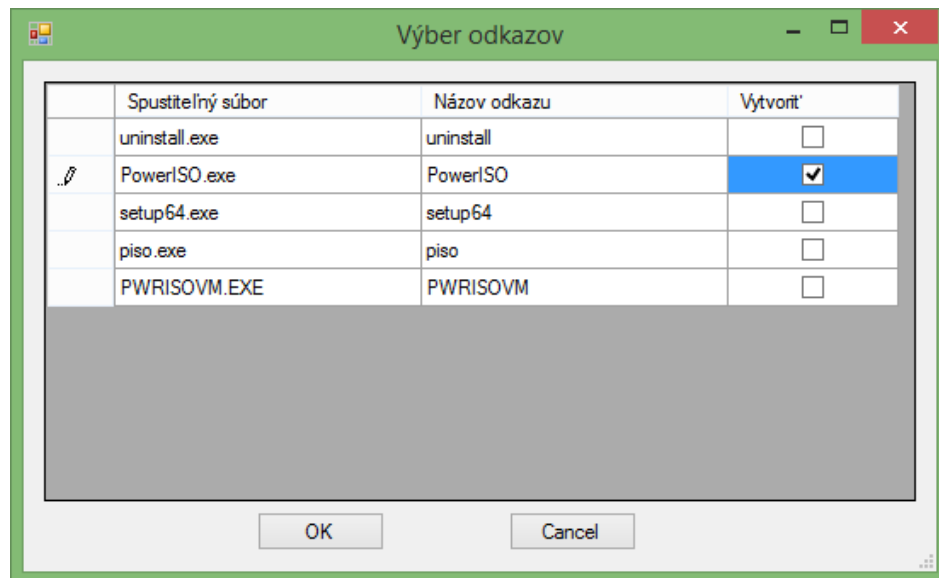 Výber odkazov
Spustiteľný súbor Názov odkazu Vytvoriť
uninstall.exe uninstall
PowerISO.exe PowerISO
setup64.exe setup64
piso.exe piso
PWRISOVM.EXE PWRISOVM
OK Cancel